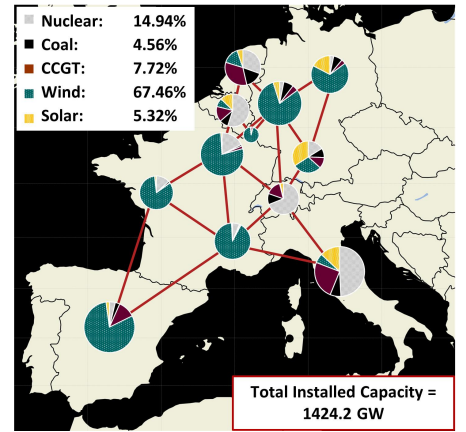 Nuclear: 14.94%
Coal: 4.56%
CCGT: 7.72%
Wind: 67.46%
Solar: 5.32%
Total Installed Capacity =
1424.2 GW